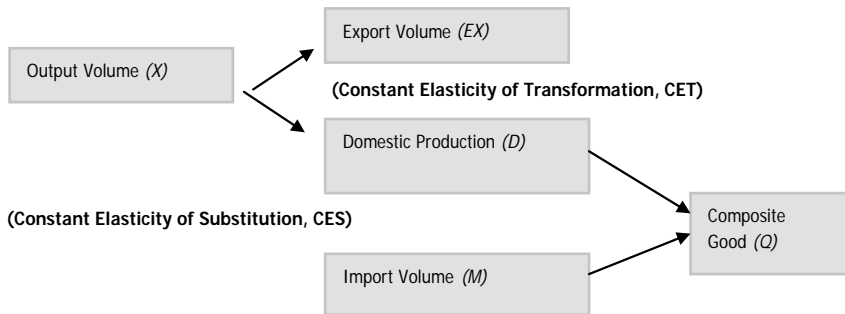 Export Volume (EX)
Output Volume (X)
(Constant Elasticity of Transformation, CET)
Domestic Production (D)
(Constant Elasticity of Substitution, CES)
Composite
Good (Q)
Import Volume (M)